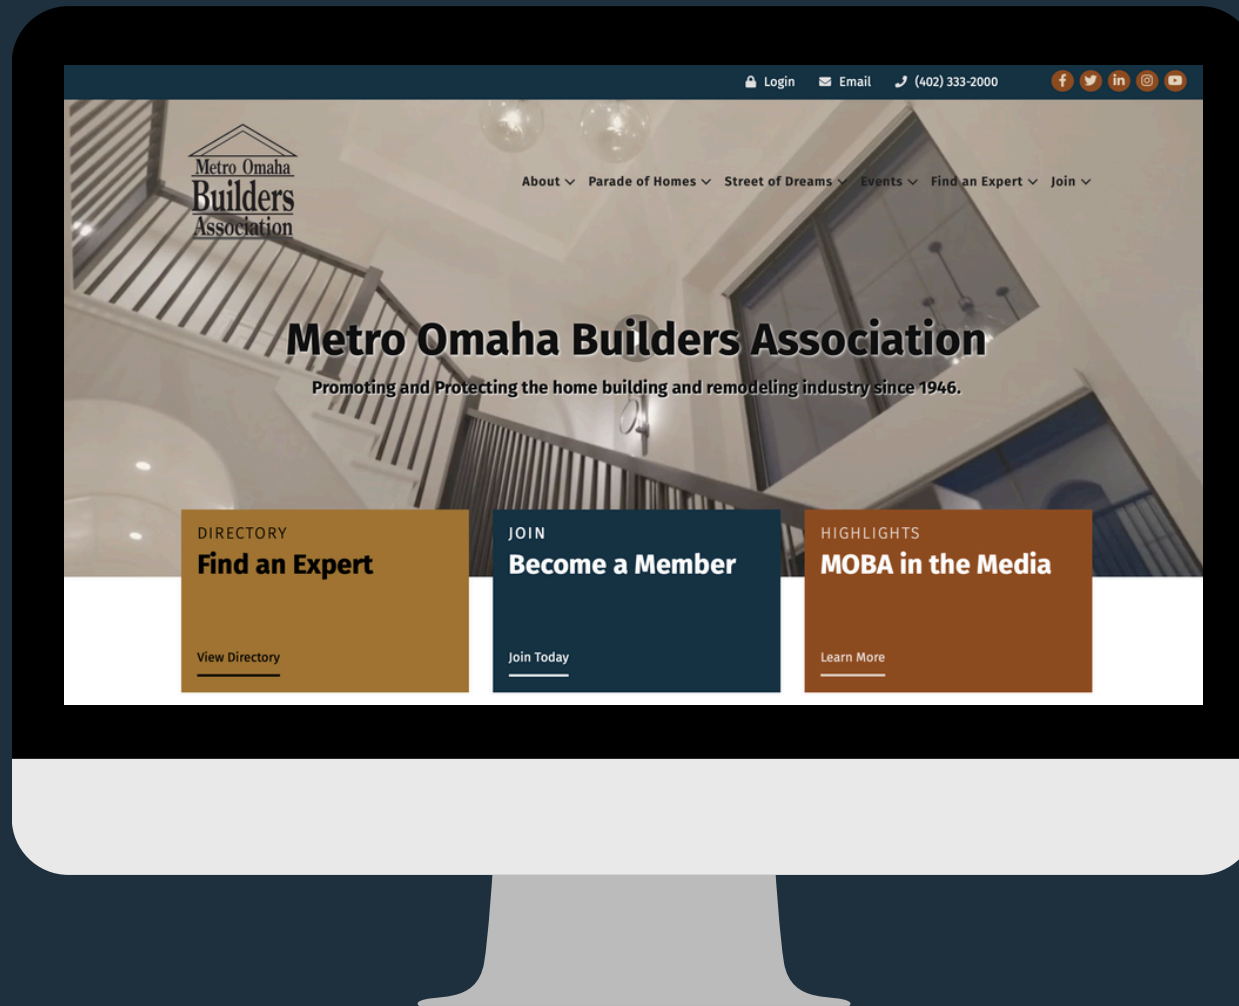 Login Email (402) 333-2000
Metro Omaha
Builders
Association
About Parade of Homes Street of Dreams Events Find an Expert Join
Metro Omaha Builders Association
Promoting and Protecting the home building and remodeling industry since 1946.
DIRECTORY
Find an Expert
View Directory
JOIN
Become a Member
Join Today
HIGHLIGHTS
MOBA in the Media
Learn More